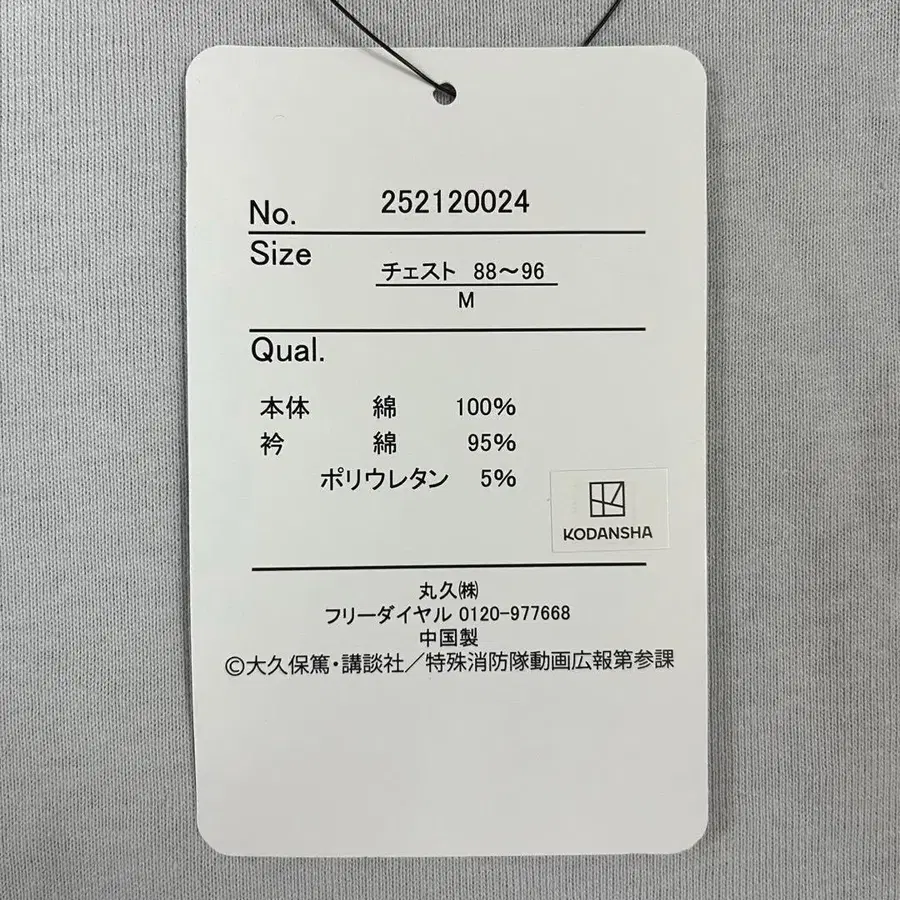 No. 252120024
Size
チェスト 88～96
M
Qual.
本体 綿 100%
衿 綿 95%
ポリウレタン 5%
KODANSHA
丸久㈱
フリーダイヤル 0120-977668
中国製
©大久保篤・講談社／特殊消防隊動画広報第参課